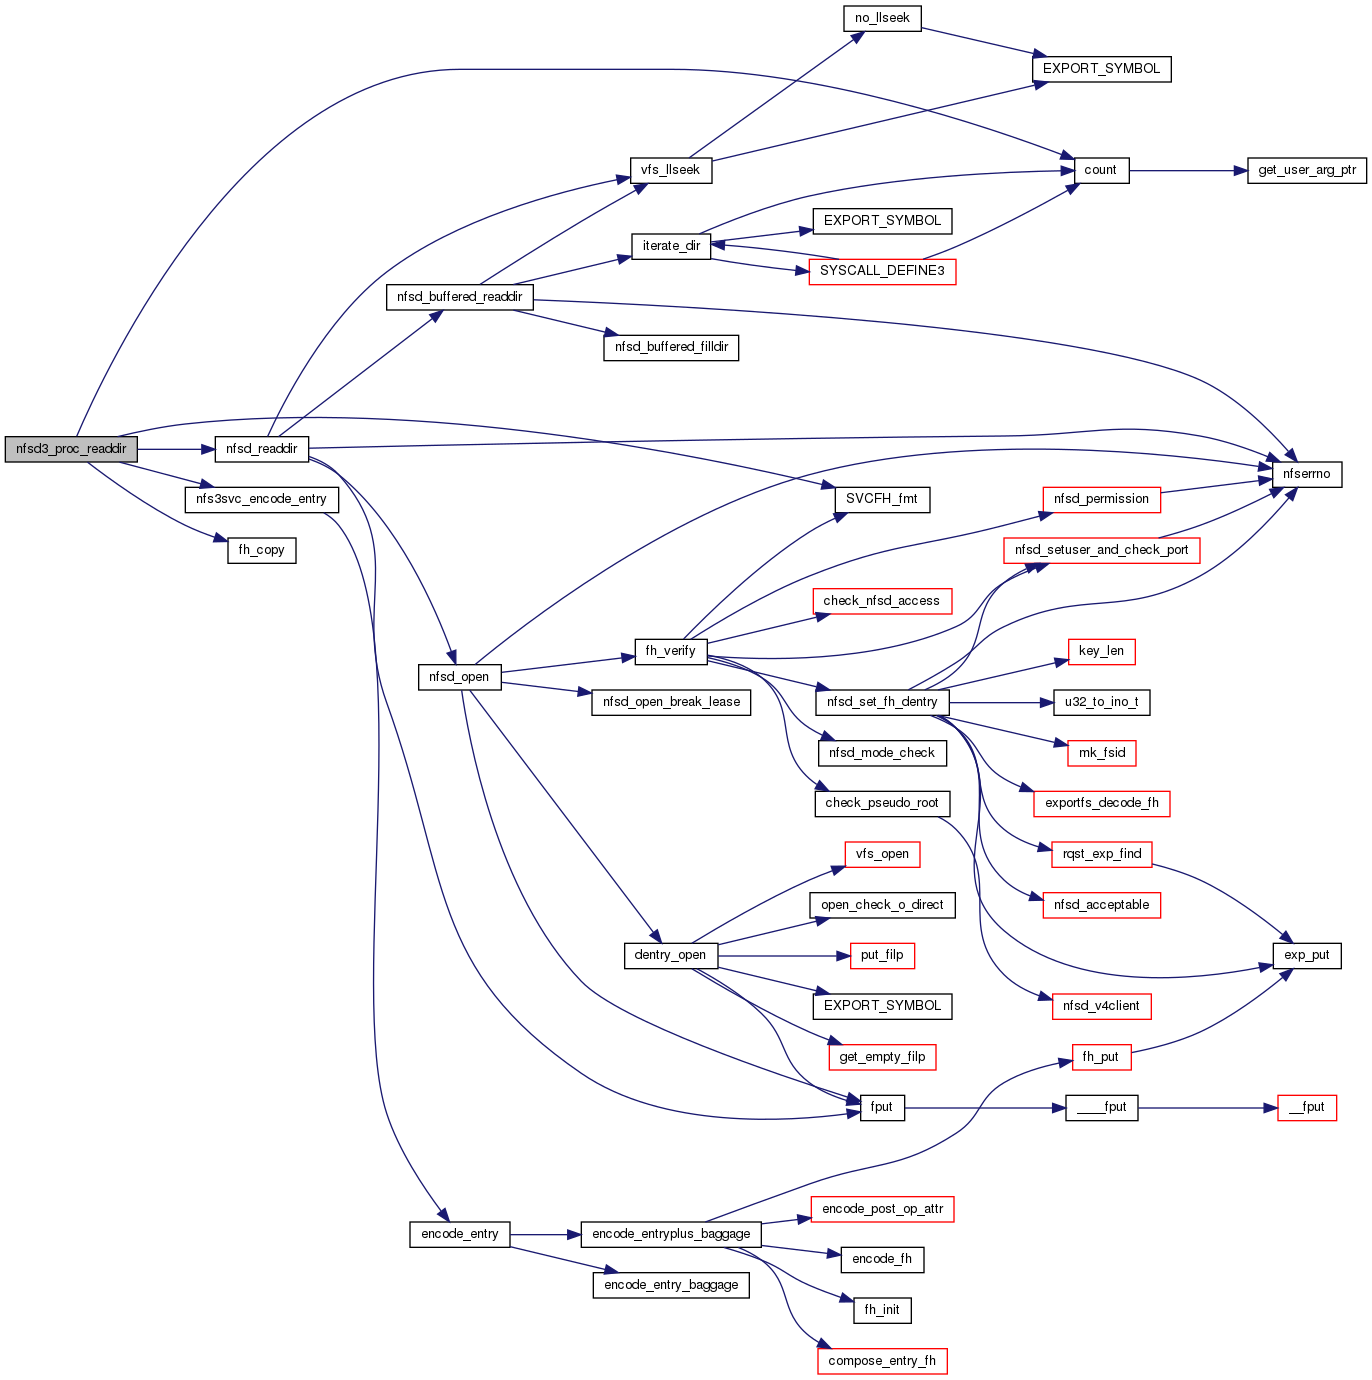 no_llseek
EXPORT_SYMBOL
vfs_llseek
count
get_user_arg_ptr
EXPORT_SYMBOL
iterate_dir
SYSCALL_DEFINE3
nfsd_buffered_readdir
nfsd_buffered_filldir
nfsd3_proc_readdir
nfsd_readdir
nfserrno
nfs3svc_encode_entry
SVCFH_fmt
nfsd_permission
fh_copy
nfsd_setuser_and_check_port
check_nfsd_access
fh_verify
key_len
nfsd_open
nfsd_open_break_lease
nfsd_set_fh_dentry
u32_to_ino_t
nfsd_mode_check
mk_fsid
check_pseudo_root
exportfs_decode_fh
vfs_open
rqst_exp_find
open_check_o_direct
nfsd_acceptable
dentry_open
put_filp
exp_put
EXPORT_SYMBOL
nfsd_v4client
get_empty_filp
fh_put
fput
____fput
__fput
encode_post_op_attr
encode_entry
encode_entryplus_baggage
encode_fh
encode_entry_baggage
fh_init
compose_entry_fh